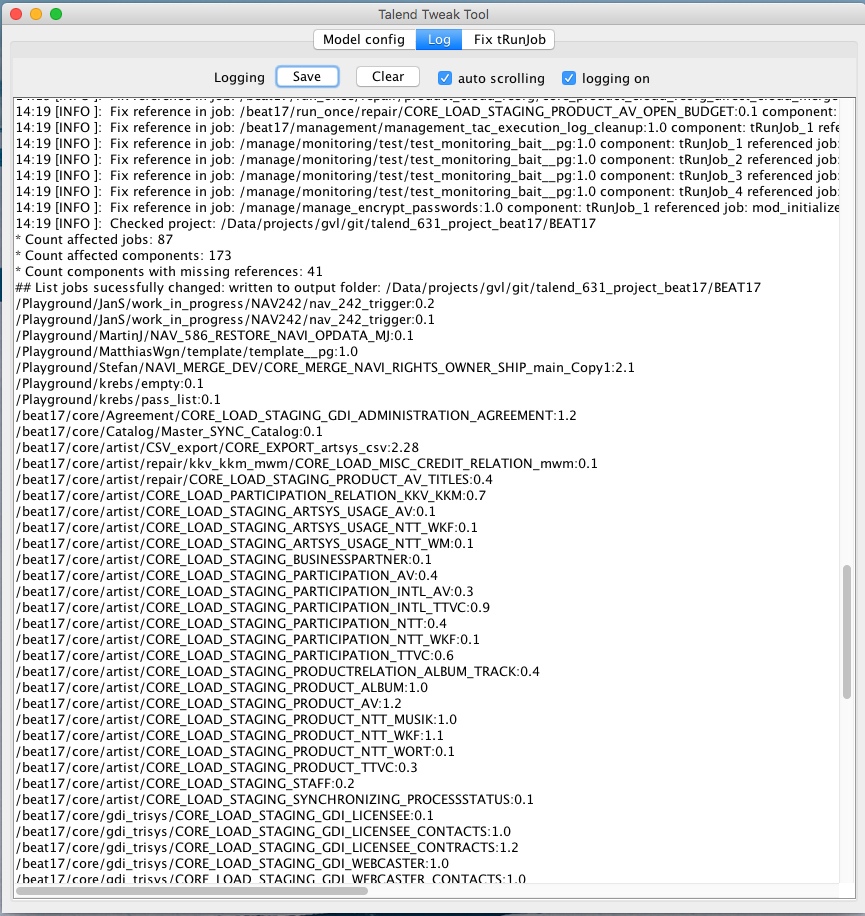 Talend Tweak Tool
Model config Log Fix tRunJob
Logging Save Clear auto scrolling logging on
14:19 [INFO ]: Fix reference in job: /beat17/run_once/repair/CORE_LOAD_STAGING_PRODUCT_AV_OPEN_BUDGET:0.1 component:
14:19 [INFO ]: Fix reference in job: /beat17/management/management_tac_execution_log_cleanup:1.0 component: tRunJob_1 refe
14:19 [INFO ]: Fix reference in job: /manage/monitoring/test/test_monitoring_bait__pg:1.0 component: tRunJob_1 referenced job:
14:19 [INFO ]: Fix reference in job: /manage/monitoring/test/test_monitoring_bait__pg:1.0 component: tRunJob_2 referenced job:
14:19 [INFO ]: Fix reference in job: /manage/monitoring/test/test_monitoring_bait__pg:1.0 component: tRunJob_3 referenced job:
14:19 [INFO ]: Fix reference in job: /manage/monitoring/test/test_monitoring_bait__pg:1.0 component: tRunJob_4 referenced job:
14:19 [INFO ]: Fix reference in job: /manage/manage_encrypt_passwords:1.0 component: tRunJob_1 referenced job: mod_initialize
14:19 [INFO ]: Checked project: /Data/projects/gvl/git/talend_631_project_beat17/BEAT17
* Count affected jobs: 87
* Count affected components: 173
* Count components with missing references: 41
## List jobs sucessfully changed: written to output folder: /Data/projects/gvl/git/talend_631_project_beat17/BEAT17
/Playground/JanS/work_in_progress/NAV242/nav_242_trigger:0.2
/Playground/JanS/work_in_progress/NAV242/nav_242_trigger:0.1
/Playground/MartinJ/NAV_586_RESTORE_NAVI_OPDATA_MJ:0.1
/Playground/MatthiasWgn/template/template__pg:1.0
/Playground/Stefan/NAVI_MERGE_DEV/CORE_MERGE_NAVI_RIGHTS_OWNER_SHIP_main_Copy1:2.1
/Playground/krebs/empty:0.1
/Playground/krebs/pass_list:0.1
/beat17/core/Agreement/CORE_LOAD_STAGING_GDI_ADMINISTRATION_AGREEMENT:1.2
/beat17/core/Catalog/Master_SYNC_Catalog:0.1
/beat17/core/artist/CSV_export/CORE_EXPORT_artsys_csv:2.28
/beat17/core/artist/repair/kkv_kkm_mwm/CORE_LOAD_MISC_CREDIT_RELATION_mwm:0.1
/beat17/core/artist/repair/CORE_LOAD_STAGING_PRODUCT_AV_TITLES:0.4
/beat17/core/artist/CORE_LOAD_PARTICIPATION_RELATION_KKV_KKM:0.7
/beat17/core/artist/CORE_LOAD_STAGING_ARTSYS_USAGE_AV:0.1
/beat17/core/artist/CORE_LOAD_STAGING_ARTSYS_USAGE_NTT_WKF:0.1
/beat17/core/artist/CORE_LOAD_STAGING_ARTSYS_USAGE_NTT_WM:0.1
/beat17/core/artist/CORE_LOAD_STAGING_BUSINESSPARTNER:0.1
/beat17/core/artist/CORE_LOAD_STAGING_PARTICIPATION_AV:0.4
/beat17/core/artist/CORE_LOAD_STAGING_PARTICIPATION_INTL_AV:0.3
/beat17/core/artist/CORE_LOAD_STAGING_PARTICIPATION_INTL_TTVC:0.9
/beat17/core/artist/CORE_LOAD_STAGING_PARTICIPATION_NTT:0.4
/beat17/core/artist/CORE_LOAD_STAGING_PARTICIPATION_NTT_WKF:0.1
/beat17/core/artist/CORE_LOAD_STAGING_PARTICIPATION_TTVC:0.6
/beat17/core/artist/CORE_LOAD_STAGING_PRODUCTRELATION_ALBUM_TRACK:0.4
/beat17/core/artist/CORE_LOAD_STAGING_PRODUCT_ALBUM:1.0
/beat17/core/artist/CORE_LOAD_STAGING_PRODUCT_AV:1.2
/beat17/core/artist/CORE_LOAD_STAGING_PRODUCT_NTT_MUSIK:1.0
/beat17/core/artist/CORE_LOAD_STAGING_PRODUCT_NTT_WKF:1.1
/beat17/core/artist/CORE_LOAD_STAGING_PRODUCT_NTT_WORT:0.1
/beat17/core/artist/CORE_LOAD_STAGING_PRODUCT_TTVC:0.3
/beat17/core/artist/CORE_LOAD_STAGING_STAFF:0.2
/beat17/core/artist/CORE_LOAD_STAGING_SYNCHRONIZING_PROCESSSTATUS:0.1
/beat17/core/gdi_trisys/CORE_LOAD_STAGING_GDI_LICENSEE:0.1
/beat17/core/gdi_trisys/CORE_LOAD_STAGING_GDI_LICENSEE_CONTACTS:1.0
/beat17/core/gdi_trisys/CORE_LOAD_STAGING_GDI_LICENSEE_CONTRACTS:1.2
/beat17/core/gdi_trisys/CORE_LOAD_STAGING_GDI_WEBCASTER:1.0
/beat17/core/gdi_trisys/CORE_LOAD_STAGING_GDI_WEBCASTER_CONTACTS:1.0